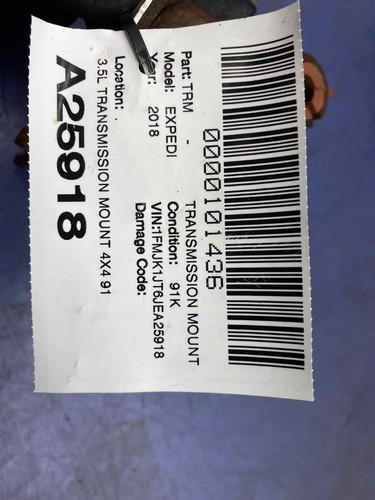 0000101436
Part: TRM - TRANSMISSION MOUNT
Model: EXPEDI Condition: 91K
Year: 2018 VIN:1FMJK1JT6JEA25918
Damage Code:
Location: .
3.5L TRANSMISSION MOUNT 4X4 91
A25918